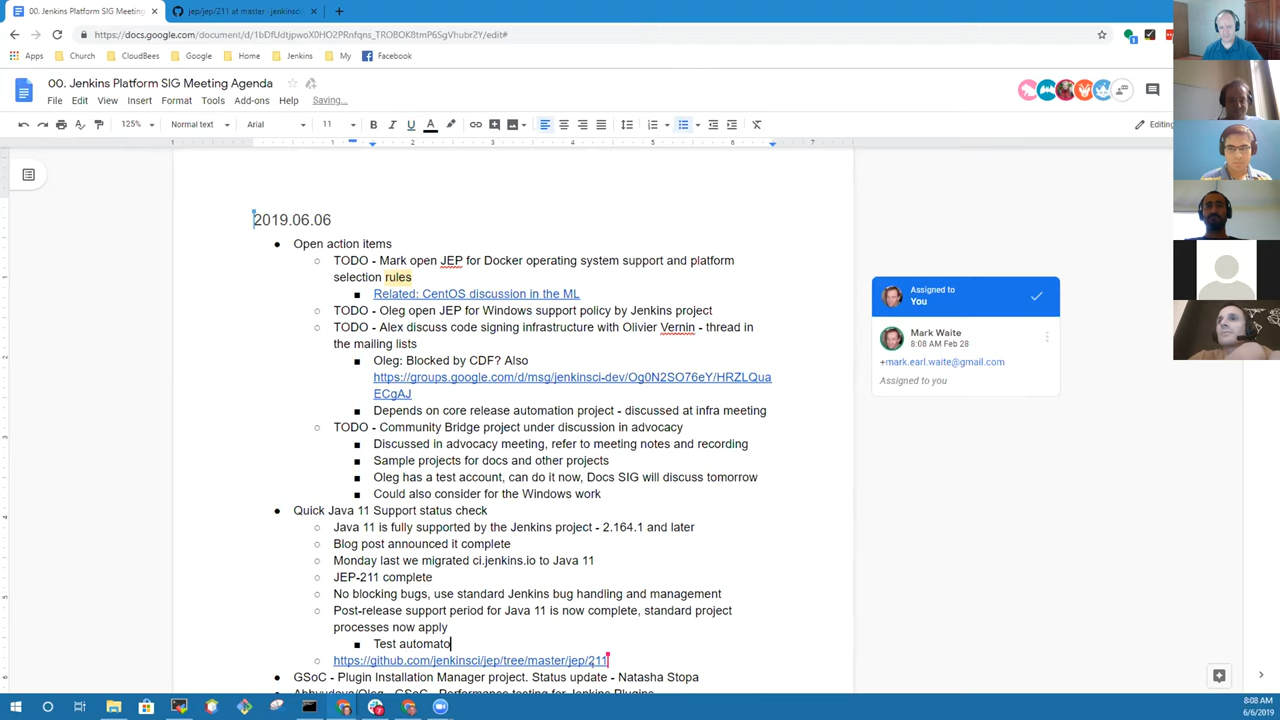 00. Jenkins Platform SIG Meeting
jep/jep/211 at master · jenkinsci
https://docs.google.com/document/d/1bDfUdtjpwoX0HO2PRnfqns_TROBOK8tmP6SgVhubr2Y/edit#
Apps Church CloudBees Google Home Jenkins My Facebook
00. Jenkins Platform SIG Meeting Agenda
File Edit View Insert Format Tools Add-ons Help Saving...
125% Normal text Arial 11 Editing
1 1 2 3 4 5 6 7
2019.06.06
Open action items
TODO - Mark open JEP for Docker operating system support and platform
selection rules
Related: CentOS discussion in the ML
TODO - Oleg open JEP for Windows support policy by Jenkins project
TODO - Alex discuss code signing infrastructure with Olivier Vernin - thread in
the mailing lists
Oleg: Blocked by CDF? Also
https://groups.google.com/d/msg/jenkinsci-dev/Og0N2SO76eY/HRZLQua
ECgAJ
Depends on core release automation project - discussed at infra meeting
TODO - Community Bridge project under discussion in advocacy
Discussed in advocacy meeting, refer to meeting notes and recording
Sample projects for docs and other projects
Oleg has a test account, can do it now, Docs SIG will discuss tomorrow
Could also consider for the Windows work
Quick Java 11 Support status check
Java 11 is fully supported by the Jenkins project - 2.164.1 and later
Blog post announced it complete
Monday last we migrated ci.jenkins.io to Java 11
JEP-211 complete
No blocking bugs, use standard Jenkins bug handling and management
Post-release support period for Java 11 is now complete, standard project
processes now apply
Test automato
https://github.com/jenkinsci/jep/tree/master/jep/211
GSoC - Plugin Installation Manager project. Status update - Natasha Stopa
Abhyudaya/Oleg - GSoC - Performance testing for Jenkins Plugins
Assigned to
You
Mark Waite
8:08 AM Feb 28
+mark.earl.waite@gmail.com
Assigned to you
8:08 AM
6/6/2019